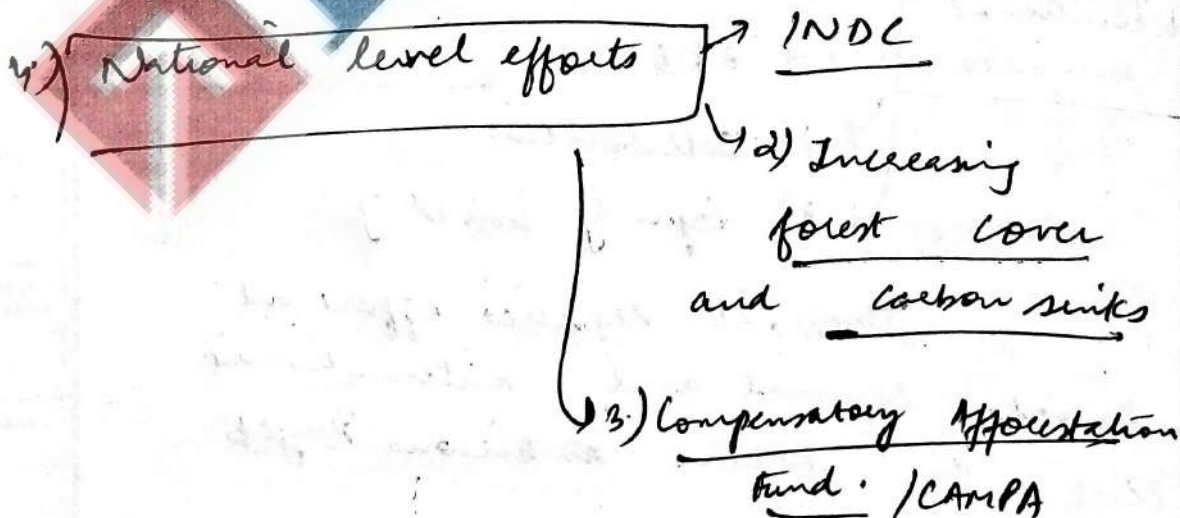 4.) National level efforts → INDC
2) Increasing
forest cover
and carbon sinks
3.) Compensatory Afforestation
Fund. /CAMPA